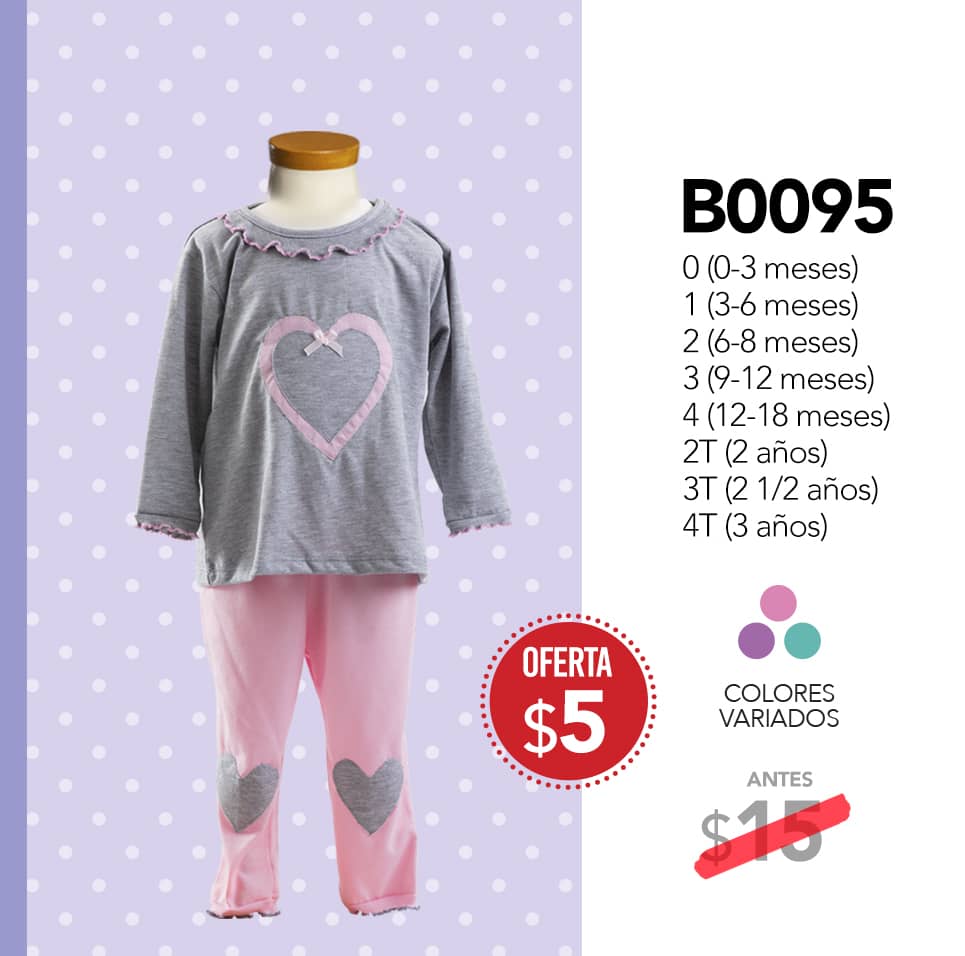 B0095
0 (0-3 meses)
1 (3-6 meses)
2 (6-8 meses)
3 (9-12 meses)
4 (12-18 meses)
2T (2 años)
3T (2 1/2 años)
4T (3 años)
OFERTA
$5
COLORES
VARIADOS
ANTES
$15